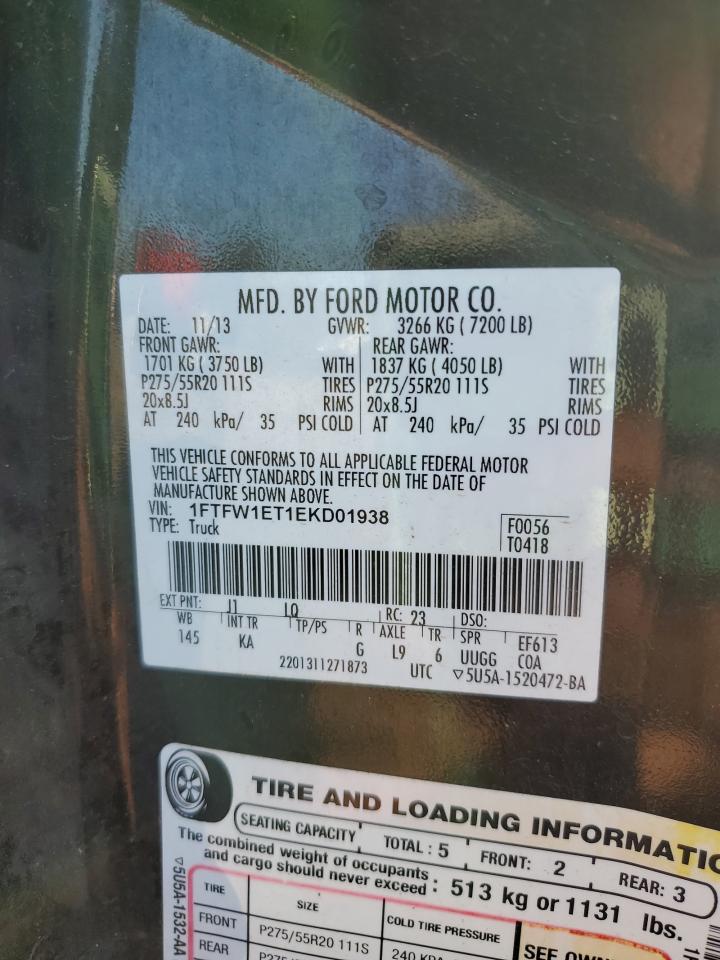 MFD. BY FORD MOTOR CO.
DATE: 11/13 GVWR: 3266 KG ( 7200 LB)
FRONT GAWR: REAR GAWR:
1701 KG ( 3750 LB) WITH 1837 KG ( 4050 LB) WITH
P275/55R20 111S TIRES P275/55R20 111S TIRES
20x8.5J RIMS 20x8.5J RIMS
AT 240 kPa/ 35 PSI COLD AT 240 kPa/ 35 PSI COLD
THIS VEHICLE CONFORMS TO ALL APPLICABLE FEDERAL MOTOR
VEHICLE SAFETY STANDARDS IN EFFECT ON THE DATE OF
MANUFACTURE SHOWN ABOVE.
VIN: 1FTFW1ET1EKD01938
TYPE: Truck
F0056
T0418
EXT PNT: J1 LQ RC: 23 DSO:
WB INT TR TP/PS R AXLE TR SPR EF613
145 KA G L9 6 UUGG COA
2201311271873 UTC ▽5U5A-1520472-BA
TIRE AND LOADING INFORMATIO
SEATING CAPACITY TOTAL : 5 FRONT: 2 REAR: 3
The combined weight of occupants
and cargo should never exceed : 513 kg or 1131 lbs.
▽5U5A-1532-AA
TIRE SIZE COLD TIRE PRESSURE
FRONT P275/55R20 111S 240 KPA
SEE OWN
REAR